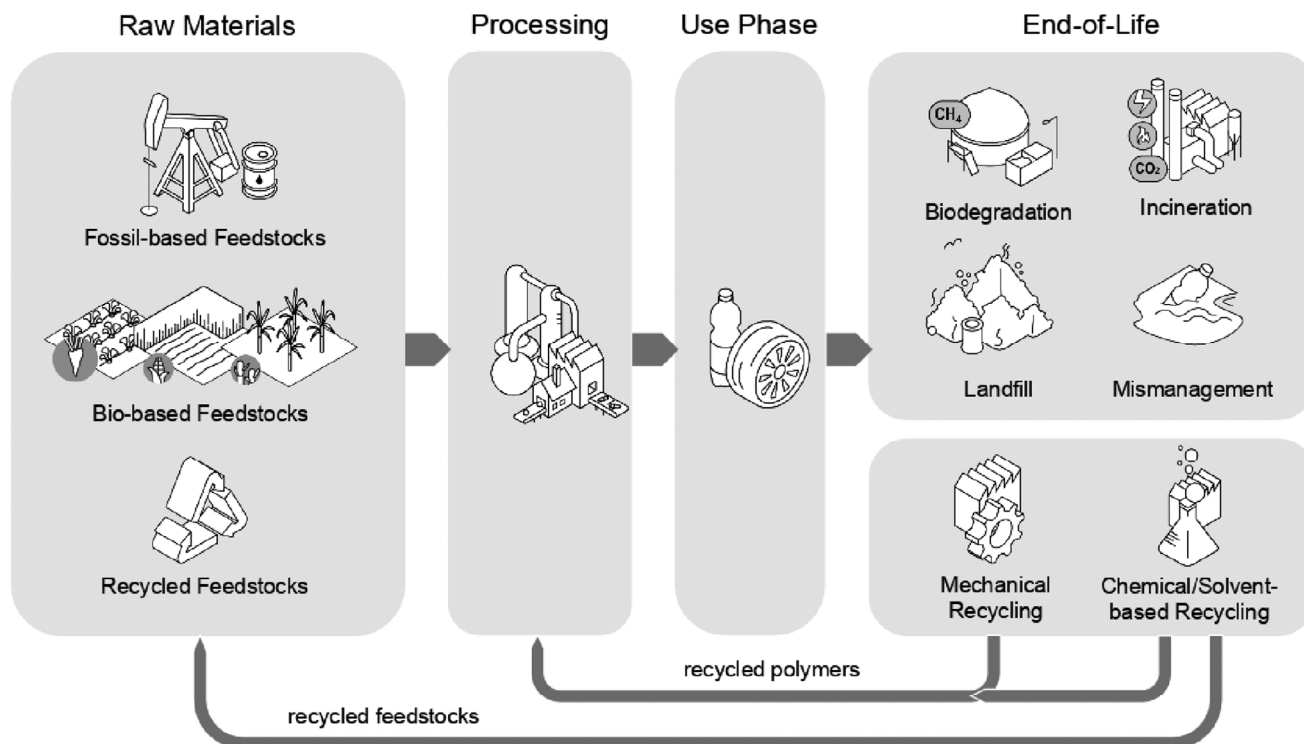 Raw Materials
Processing
Use Phase
End-of-Life
Fossil-based Feedstocks
Bio-based Feedstocks
Recycled Feedstocks
CH₄
Biodegradation
CO₂
Incineration
Landfill
Mismanagement
Mechanical
Recycling
Chemical/Solvent-
based Recycling
recycled polymers
recycled feedstocks